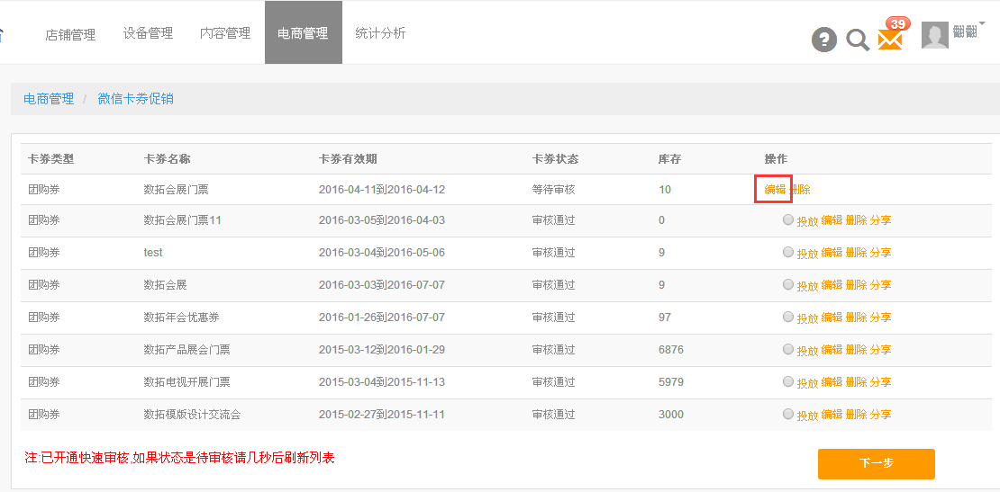 店铺管理 设备管理 内容管理 电商管理 统计分析 ? 39 翻翻
电商管理 / 微信卡券促销
卡券类型 卡券名称 卡券有效期 卡券状态 库存 操作
团购券 数拓会展门票 2016-04-11到2016-04-12 等待审核 10 编辑 删除
团购券 数拓会展门票11 2016-03-05到2016-04-03 审核通过 0 投放 编辑 删除 分享
团购券 test 2016-03-04到2016-05-06 审核通过 9 投放 编辑 删除 分享
团购券 数拓会展 2016-03-03到2016-07-07 审核通过 9 投放 编辑 删除 分享
团购券 数拓年会优惠券 2016-01-26到2016-07-07 审核通过 97 投放 编辑 删除 分享
团购券 数拓产品展会门票 2015-03-12到2016-01-29 审核通过 6876 投放 编辑 删除 分享
团购券 数拓电视开展门票 2015-03-04到2015-11-13 审核通过 5979 投放 编辑 删除 分享
团购券 数拓模版设计交流会 2015-02-27到2015-11-11 审核通过 3000 投放 编辑 删除 分享
注:已开通快速审核,如果状态是待审核请几秒后刷新列表
下一步